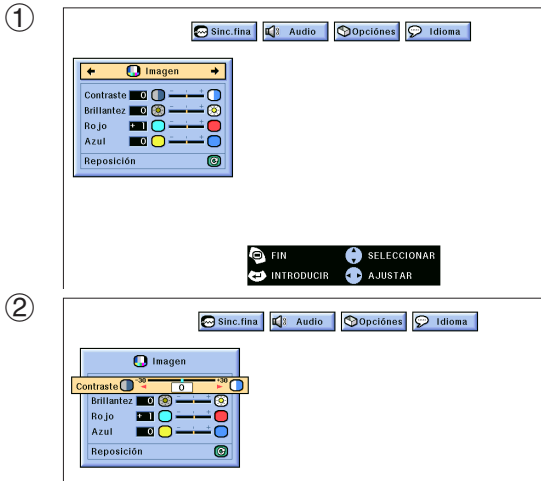 1
Sinc.fina Audio Opciónes Idioma
Imagen
Contraste 0 - +
Brillantez 0 - +
Rojo + 1 - +
Azul 0 - +
Reposición
FIN SELECCIONAR
INTRODUCIR AJUSTAR
2
Sinc.fina Audio Opciónes Idioma
Imagen
Contraste -30 0 +30
Brillantez 0 - +
Rojo + 1 - +
Azul 0 - +
Reposición